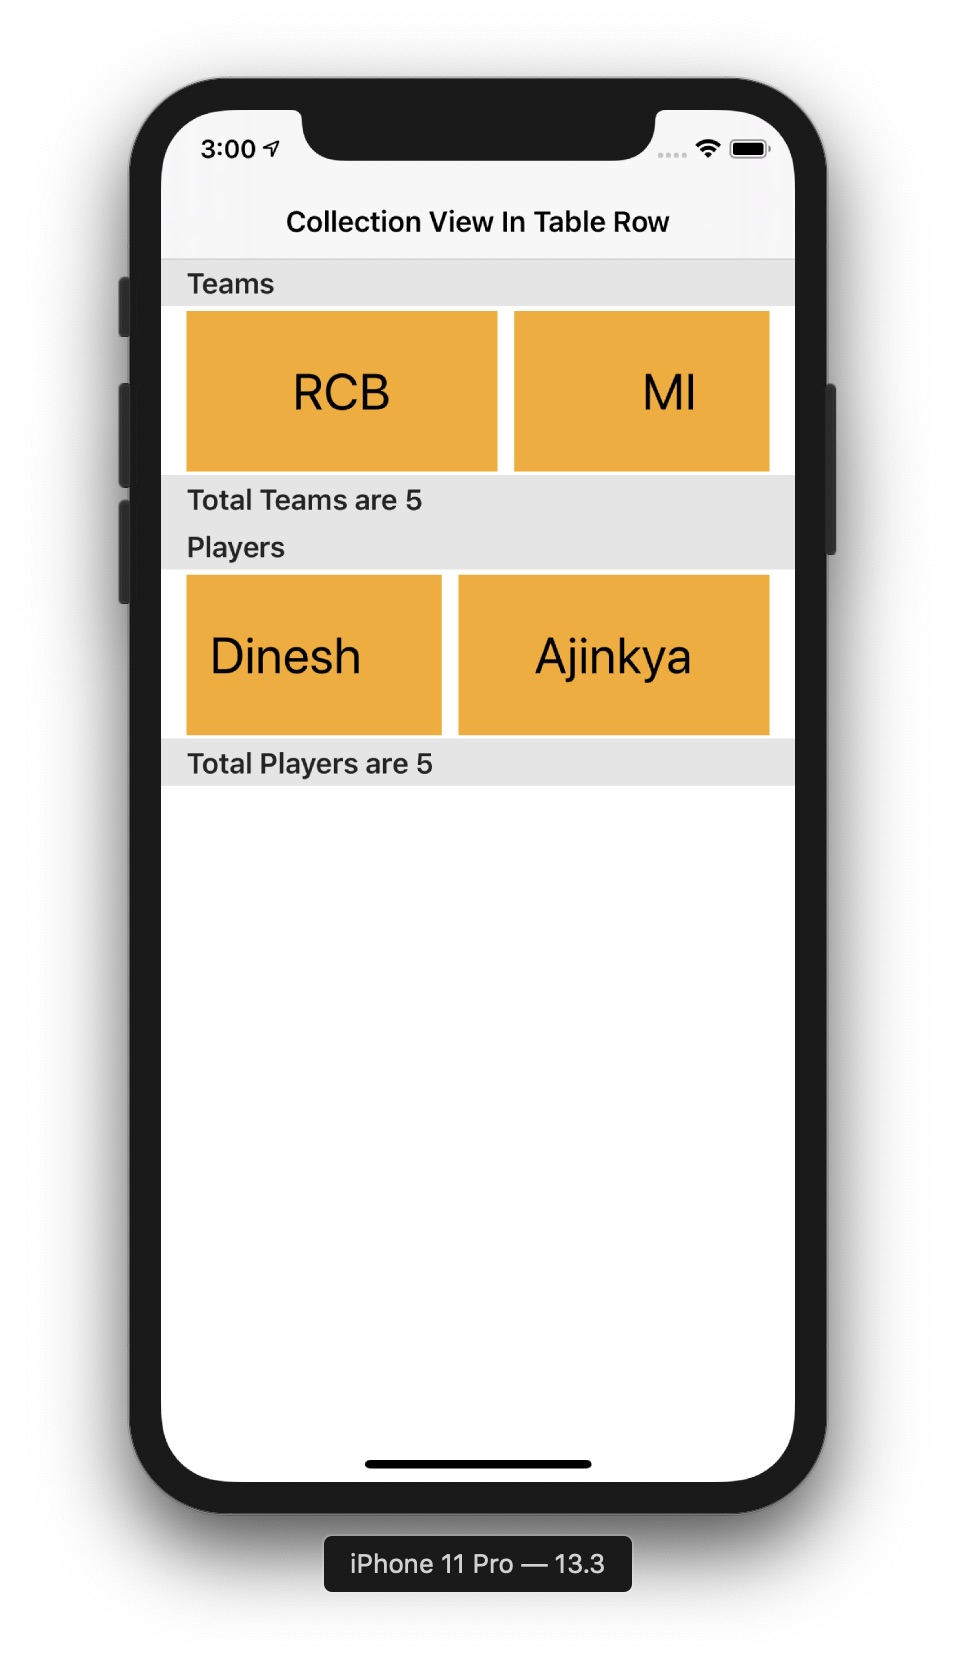 3:00
Collection View In Table Row
Teams
RCB MI
Total Teams are 5
Players
Dinesh Ajinkya
Total Players are 5
iPhone 11 Pro — 13.3